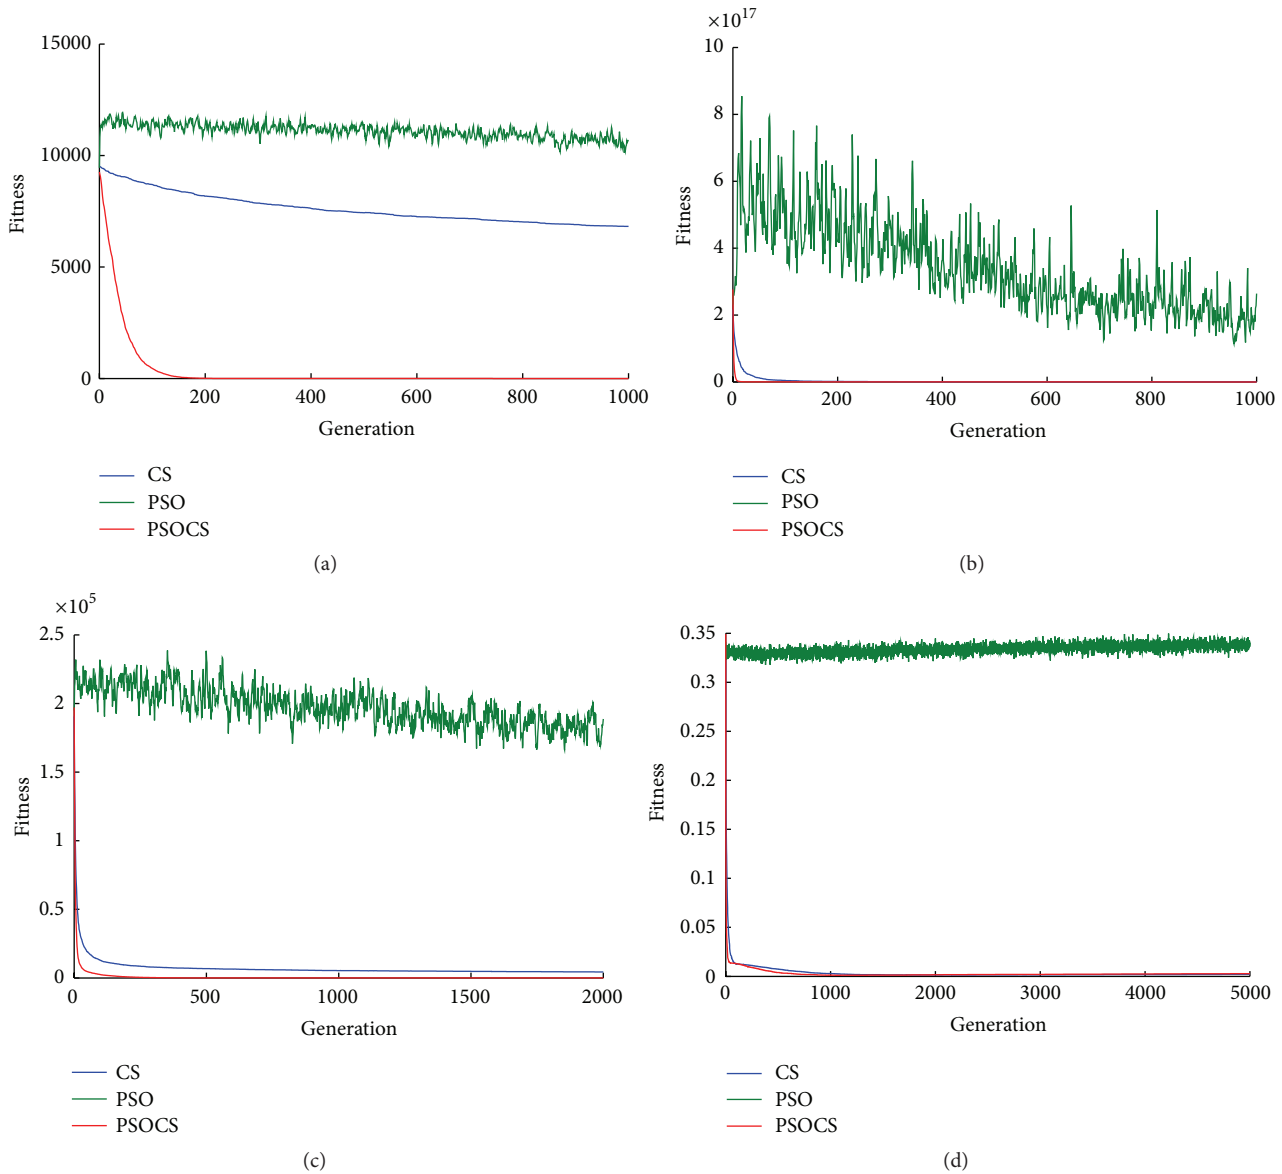 15000
10000
5000
0
Fitness
0 200 400 600 800 1000
Generation
CS
PSO
PSOCS
(a)
×10^17
10
8
6
4
2
0
Fitness
0 200 400 600 800 1000
Generation
CS
PSO
PSOCS
(b)
×10^5
2.5
2
1.5
1
0.5
0
Fitness
0 500 1000 1500 2000
Generation
CS
PSO
PSOCS
(c)
0.35
0.3
0.25
0.2
0.15
0.1
0.05
0
Fitness
0 1000 2000 3000 4000 5000
Generation
CS
PSO
PSOCS
(d)